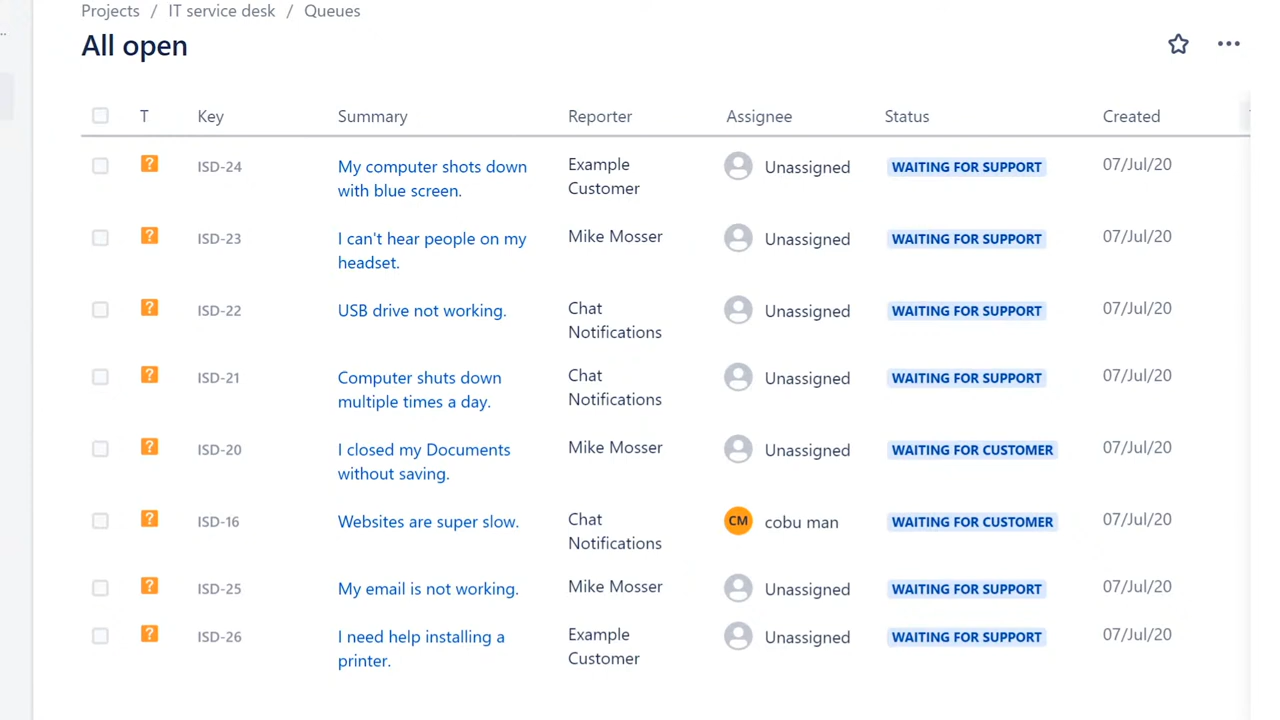 Projects / IT service desk / Queues
All open
T Key Summary Reporter Assignee Status Created
? ISD-24 My computer shots down Example Unassigned WAITING FOR SUPPORT 07/Jul/20
with blue screen. Customer
? ISD-23 I can't hear people on my Mike Mosser Unassigned WAITING FOR SUPPORT 07/Jul/20
headset.
? ISD-22 USB drive not working. Chat Unassigned WAITING FOR SUPPORT 07/Jul/20
Notifications
? ISD-21 Computer shuts down Chat Unassigned WAITING FOR SUPPORT 07/Jul/20
multiple times a day. Notifications
? ISD-20 I closed my Documents Mike Mosser Unassigned WAITING FOR CUSTOMER 07/Jul/20
without saving.
? ISD-16 Websites are super slow. Chat CM cobu man WAITING FOR CUSTOMER 07/Jul/20
Notifications
? ISD-25 My email is not working. Mike Mosser Unassigned WAITING FOR SUPPORT 07/Jul/20
? ISD-26 I need help installing a Example Unassigned WAITING FOR SUPPORT 07/Jul/20
printer. Customer